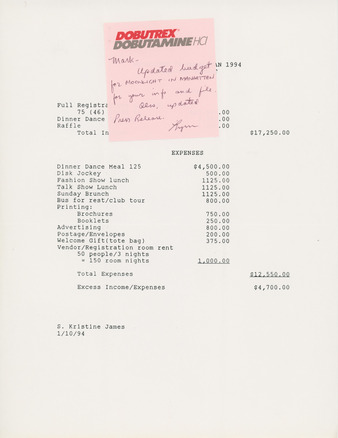 DOBUTREX®
DOBUTAMINE HCl
Mark-
Updated budget
for MOONLIGHT IN MANHATTAN
for your info and file.
Also, updated
Press Release.
Lynn
AN 1994
Full Registra
75 (46) .00
Dinner Dance .00
Raffle .00
Total In $17,250.00
EXPENSES
Dinner Dance Meal 125 $4,500.00
Disk Jockey 500.00
Fashion Show lunch 1125.00
Talk Show Lunch 1125.00
Sunday Brunch 1125.00
Bus for rest/club tour 800.00
Printing:
Brochures 750.00
Booklets 250.00
Advertising 800.00
Postage/Envelopes 200.00
Welcome Gift(tote bag) 375.00
Vendor/Registration room rent
50 people/3 nights
= 150 room nights 1,000.00
Total Expenses $12,550.00
Excess Income/Expenses $4,700.00
S. Kristine James
1/10/94